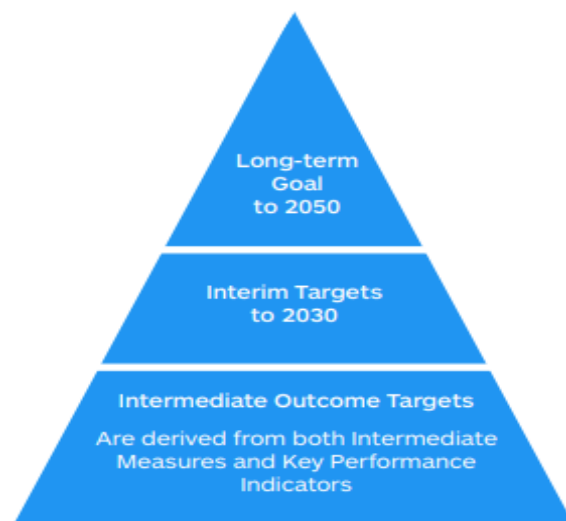 Long-term
Goal
to 2050
Interim Targets
to 2030
Intermediate Outcome Targets
Are derived from both Intermediate
Measures and Key Performance
Indicators